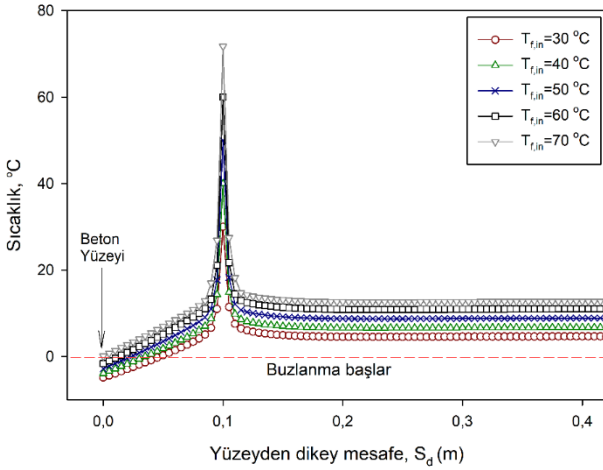 80
60
40
20
0
Sıcaklık, °C
T_f,in=30 °C
T_f,in=40 °C
T_f,in=50 °C
T_f,in=60 °C
T_f,in=70 °C
Beton
Yüzeyi
Buzlanma başlar
0,0 0,1 0,2 0,3 0,4
Yüzeyden dikey mesafe, S_d (m)